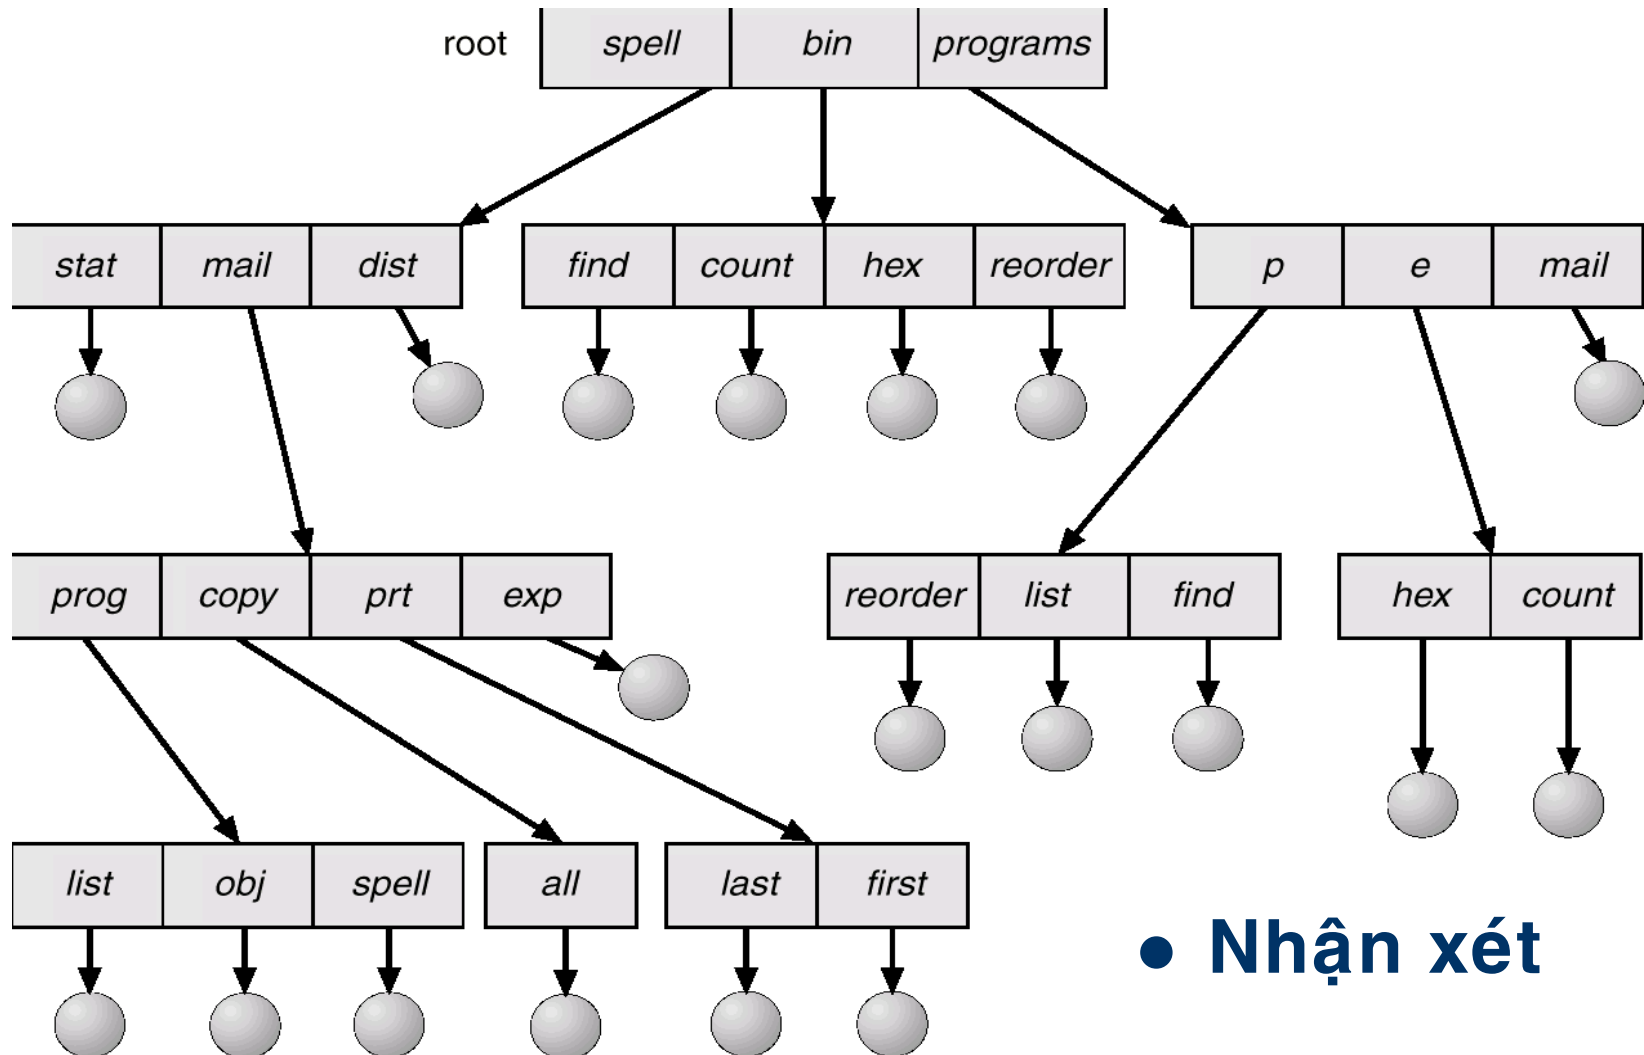 root spell bin programs
stat mail dist find count hex reorder p e mail
prog copy prt exp reorder list find hex count
list obj spell all last first
• Nhận xét